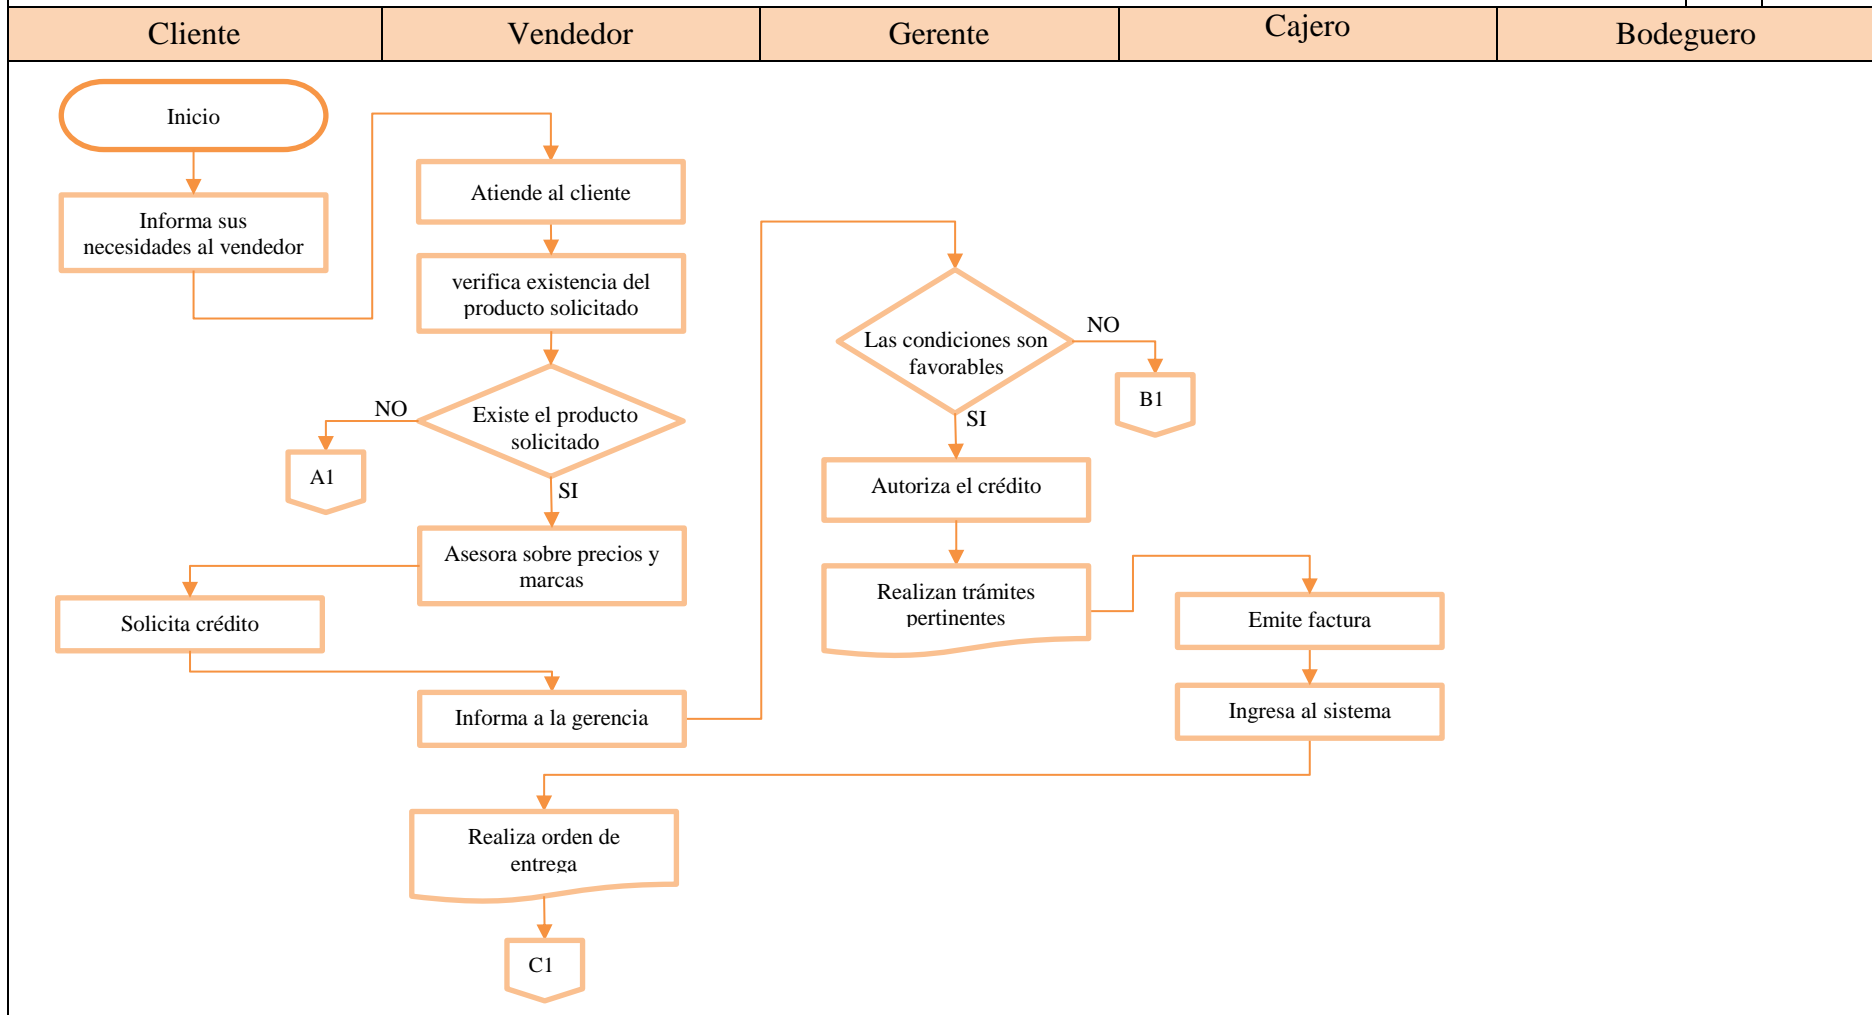 Cliente
Vendedor
Gerente
Cajero
Bodeguero
Inicio
Informa sus
necesidades al vendedor
Atiende al cliente
verifica existencia del
producto solicitado
NO
Existe el producto
solicitado
A1
SI
Asesora sobre precios y
marcas
Solicita crédito
Informa a la gerencia
Las condiciones son
favorables
NO
B1
SI
Autoriza el crédito
Realizan trámites
pertinentes
Emite factura
Ingresa al sistema
Realiza orden de
entrega
C1